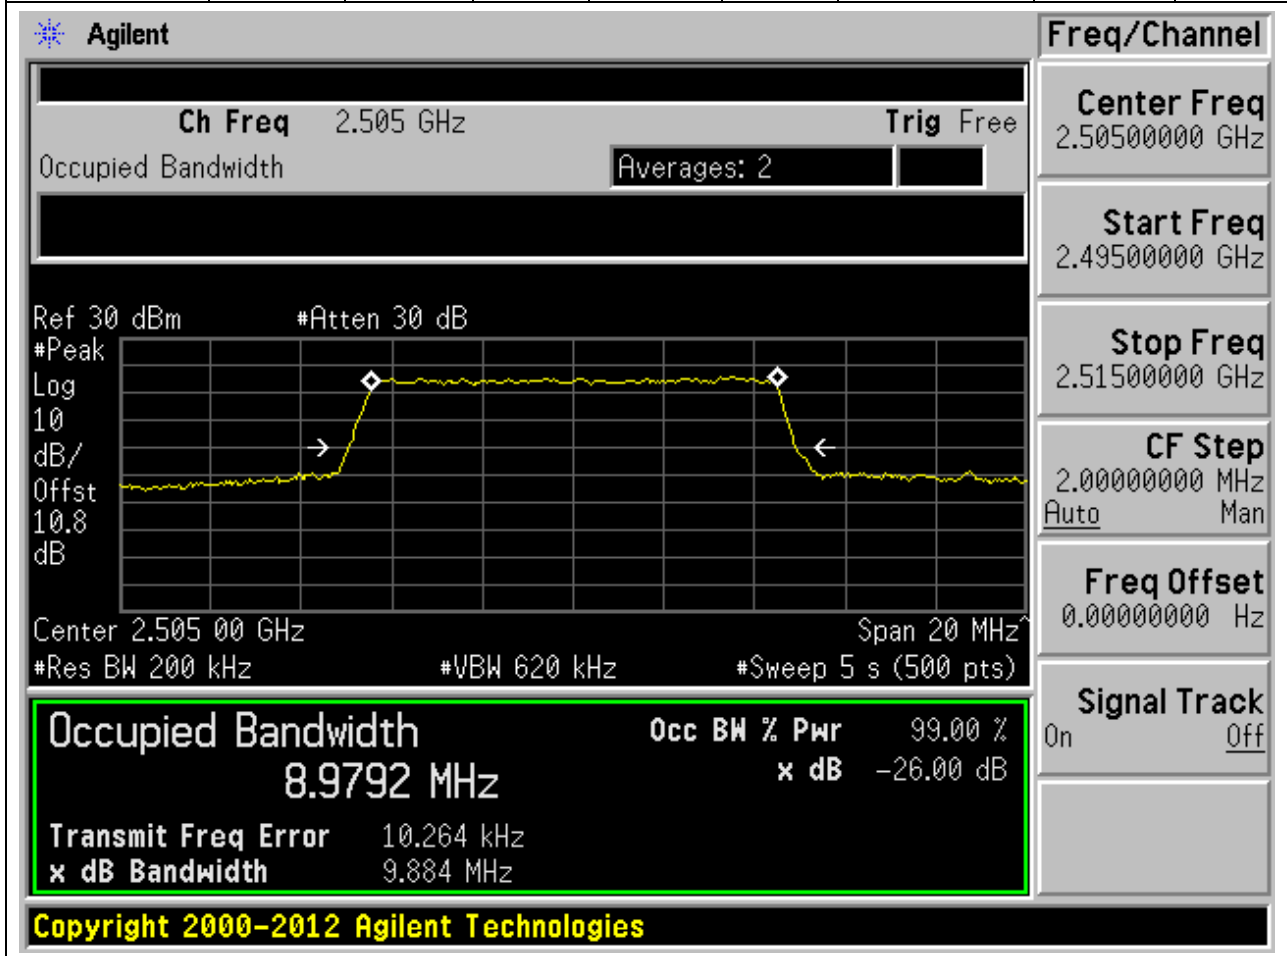 Agilent
Freq/Channel
Ch Freq 2.505 GHz Trig Free
Occupied Bandwidth Averages: 2
Center Freq
2.50500000 GHz
Start Freq
2.49500000 GHz
Stop Freq
2.51500000 GHz
CF Step
2.00000000 MHz
Auto Man
Freq Offset
0.00000000 Hz
Signal Track
On Off
Ref 30 dBm #Atten 30 dB
#Peak
Log
10
dB/
Offst
10.8
dB
Center 2.505 00 GHz Span 20 MHz^
#Res BW 200 kHz #VBW 620 kHz #Sweep 5 s (500 pts)
Occupied Bandwidth
8.9792 MHz
Occ BW % Pwr 99.00 %
x dB -26.00 dB
Transmit Freq Error 10.264 kHz
x dB Bandwidth 9.884 MHz
Copyright 2000-2012 Agilent Technologies